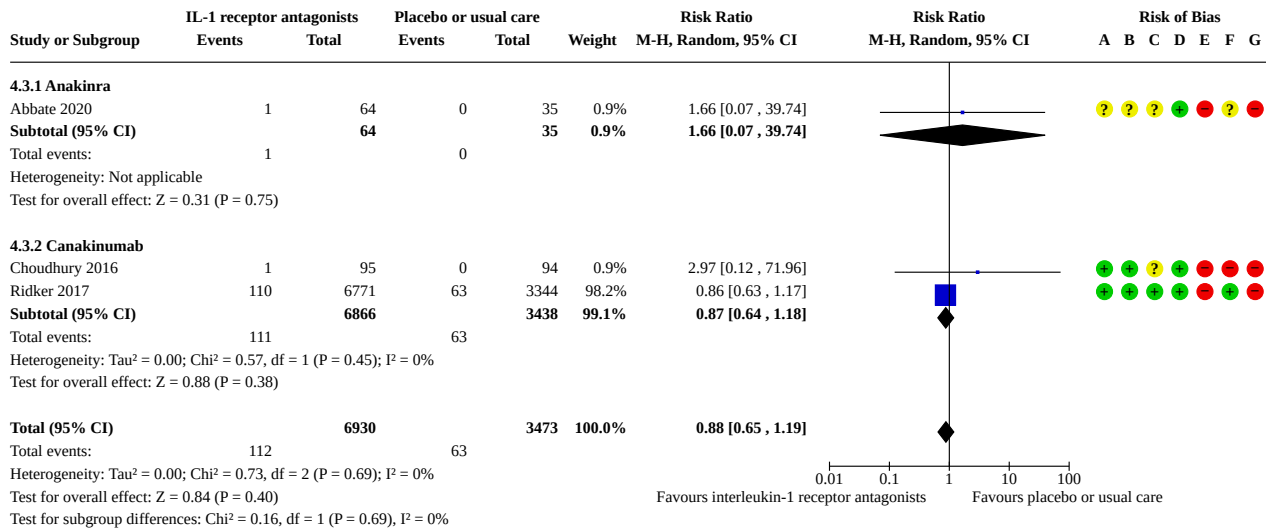 IL-1 receptor antagonists Placebo or usual care Risk Ratio Risk Ratio Risk of Bias
Study or Subgroup Events Total Events Total Weight M-H, Random, 95% CI M-H, Random, 95% CI A B C D E F G
4.3.1 Anakinra
Abbate 2020 1 64 0 35 0.9% 1.66 [0.07 , 39.74] ? ? ? + − ? −
Subtotal (95% CI) 64 35 0.9% 1.66 [0.07 , 39.74]
Total events: 1 0
Heterogeneity: Not applicable
Test for overall effect: Z = 0.31 (P = 0.75)
4.3.2 Canakinumab
Choudhury 2016 1 95 0 94 0.9% 2.97 [0.12 , 71.96] + + ? + − − −
Ridker 2017 110 6771 63 3344 98.2% 0.86 [0.63 , 1.17] + + + + − + −
Subtotal (95% CI) 6866 3438 99.1% 0.87 [0.64 , 1.18]
Total events: 111 63
Heterogeneity: Tau² = 0.00; Chi² = 0.57, df = 1 (P = 0.45); I² = 0%
Test for overall effect: Z = 0.88 (P = 0.38)
Total (95% CI) 6930 3473 100.0% 0.88 [0.65 , 1.19]
Total events: 112 63
Heterogeneity: Tau² = 0.00; Chi² = 0.73, df = 2 (P = 0.69); I² = 0%
0.01 0.1 1 10 100
Test for overall effect: Z = 0.84 (P = 0.40)
Favours interleukin-1 receptor antagonists Favours placebo or usual care
Test for subgroup differences: Chi² = 0.16, df = 1 (P = 0.69), I² = 0%